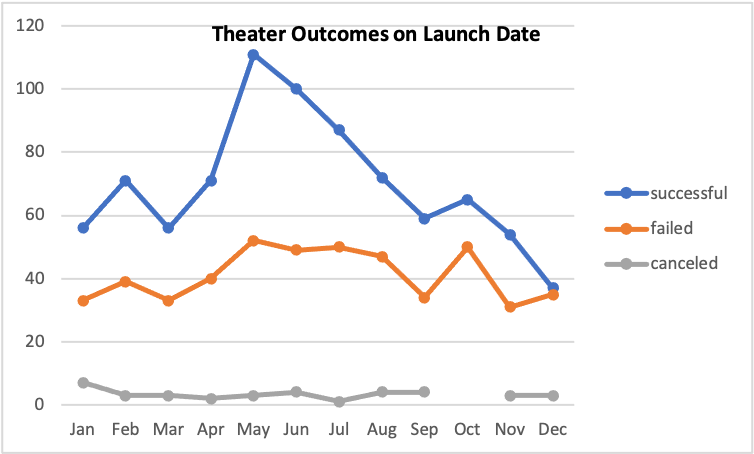 Theater Outcomes on Launch Date
120
100
80
60
40
20
0
Jan Feb Mar Apr May Jun Jul Aug Sep Oct Nov Dec
successful
failed
canceled